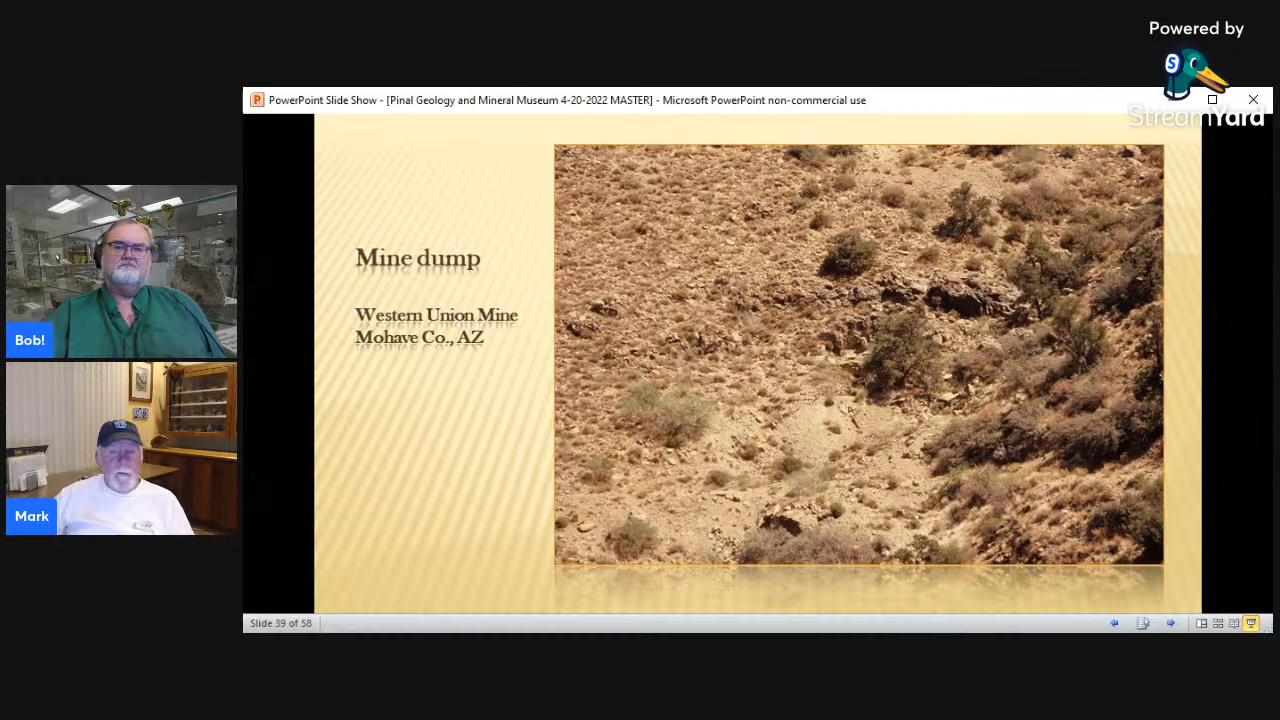 Powered by
S
StreamYard
P PowerPoint Slide Show - [Pinal Geology and Mineral Museum 4-20-2022 MASTER] - Microsoft PowerPoint non-commercial use
Bob!
Mark
Mine dump
Western Union Mine
Mohave Co., AZ
Slide 39 of 58